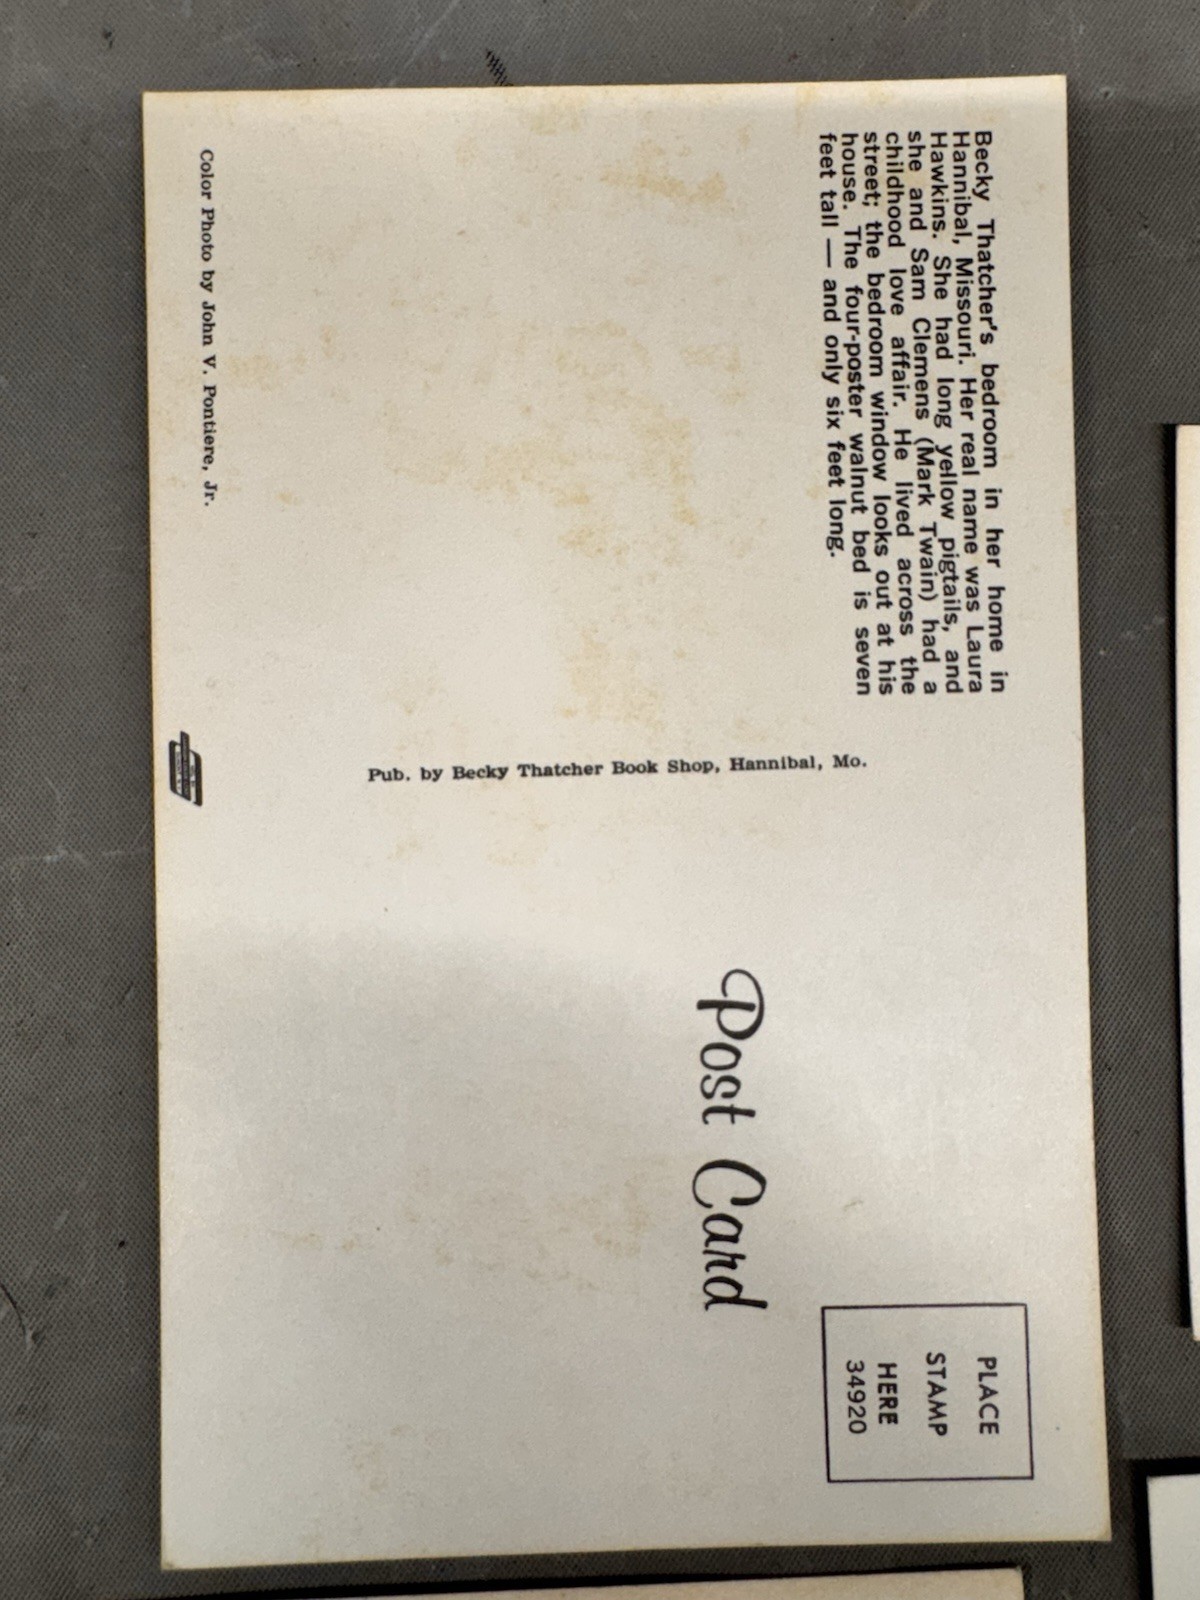 Becky Thatcher's bedroom in her home in
Hannibal, Missouri. Her real name was Laura
Hawkins. She had long yellow pigtails, and
she and Sam Clemens (Mark Twain) had a
childhood love affair. He lived across the
street; the bedroom window looks out at his
house. The four-poster walnut bed is seven
feet tall — and only six feet long.
Color Photo by John V. Pontiere, Jr.
Pub. by Becky Thatcher Book Shop, Hannibal, Mo.
Post Card
PLACE
STAMP
HERE
34920